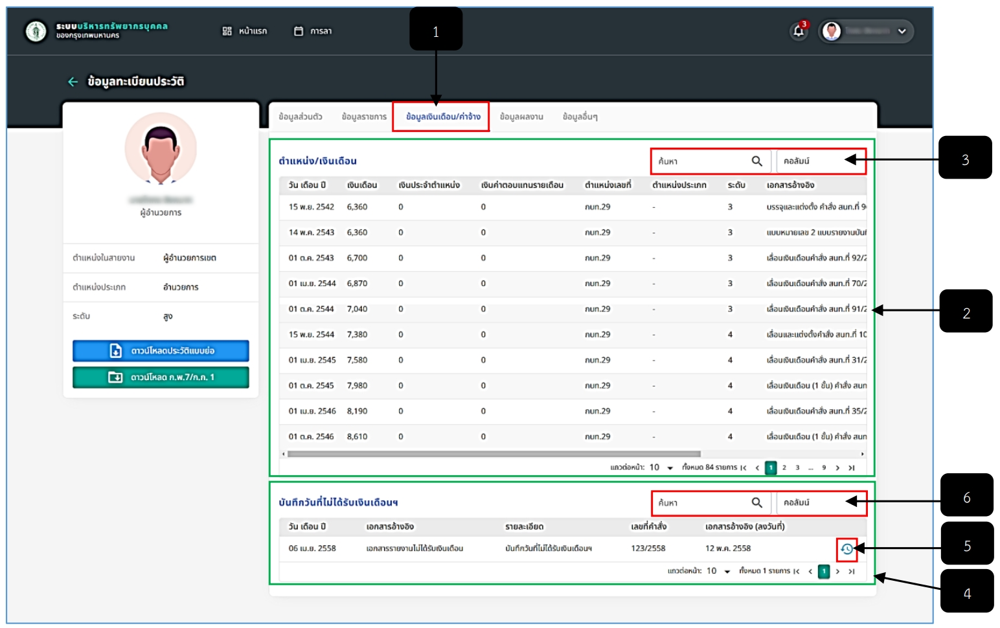 ระบบบริหารทรัพยากรบุคคล
ของกรุงเทพมหานคร
หน้าแรก
การลา
3
1
ข้อมูลทะเบียนประวัติ
ผู้อำนวยการ
ตำแหน่งในสายงาน ผู้อำนวยการเขต
ตำแหน่งประเภท อำนวยการ
ระดับ สูง
ดาวน์โหลดประวัติแบบย่อ
ดาวน์โหลด ก.พ.7/ก.ก. 1
ข้อมูลส่วนตัว ข้อมูลราชการ ข้อมูลเงินเดือน/ค่าจ้าง ข้อมูลผลงาน ข้อมูลอื่นๆ
ตำแหน่ง/เงินเดือน ค้นหา คอลัมน์
3
วัน เดือน ปี เงินเดือน เงินประจำตำแหน่ง เงินค่าตอบแทนรายเดือน ตำแหน่งเลขที่ ตำแหน่งประเภท ระดับ เอกสารอ้างอิง
15 พ.ย. 2542 6,360 0 0 กบท.29 - 3 บรรจุและแต่งตั้ง คำสั่ง สนท.ที่
14 พ.ค. 2543 6,360 0 0 กบท.29 - 3 แบบหมายเลข 2 แบบรายงาน
01 ต.ค. 2543 6,700 0 0 กบท.29 - 3 เลื่อนเงินเดือนคำสั่ง สนท.ที่ 92/2
01 เม.ย. 2544 6,870 0 0 กบท.29 - 3 เลื่อนเงินเดือนคำสั่ง สนท.ที่ 70/2
01 ต.ค. 2544 7,040 0 0 กบท.29 - 3 เลื่อนเงินเดือนคำสั่ง สนท.ที่ 91/2
2
15 พ.ย. 2544 7,380 0 0 กบท.29 - 4 เลื่อนและแต่งตั้งคำสั่ง สนท.ที่ 10
01 เม.ย. 2545 7,580 0 0 กบท.29 - 4 เลื่อนเงินเดือนคำสั่ง สนท.ที่ 31/2
01 ต.ค. 2545 7,980 0 0 กบท.29 - 4 เลื่อนเงินเดือน (1 ขั้น) คำสั่ง สนท
01 เม.ย. 2546 8,190 0 0 กบท.29 - 4 เลื่อนเงินเดือนคำสั่ง สนท.ที่ 35/2
01 ต.ค. 2546 8,610 0 0 กบท.29 - 4 เลื่อนเงินเดือน (1 ขั้น) คำสั่ง สนท
แถวต่อหน้า: 10 ทั้งหมด 84 รายการ 1 2 3 ... 9
บันทึกวันที่ไม่ได้รับเงินเดือนฯ ค้นหา คอลัมน์
6
วัน เดือน ปี เอกสารอ้างอิง รายละเอียด เลขที่คำสั่ง เอกสารอ้างอิง (ลงวันที่)
06 เม.ย. 2558 เอกสารรายงานไม่ได้รับเงินเดือน บันทึกวันที่ไม่ได้รับเงินเดือนฯ 123/2558 12 พ.ค. 2558
5
แถวต่อหน้า: 10 ทั้งหมด 1 รายการ 1
4